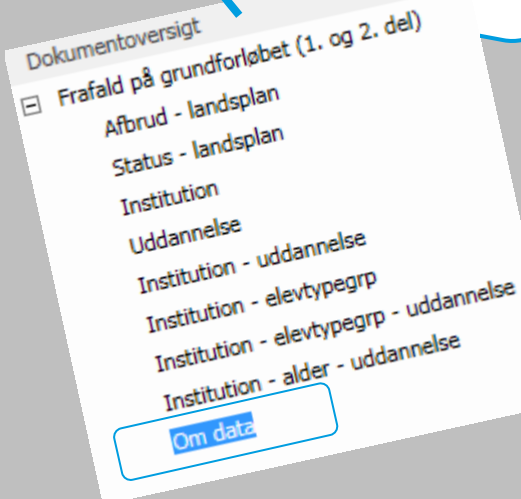 Dokumentoversigt
Frafald på grundforløbet (1. og 2. del)
Afbrud - landsplan
Status - landsplan
Institution
Uddannelse
Institution - uddannelse
Institution - elevtypegrp
Institution - elevtypegrp - uddannelse
Institution - alder - uddannelse
Om data